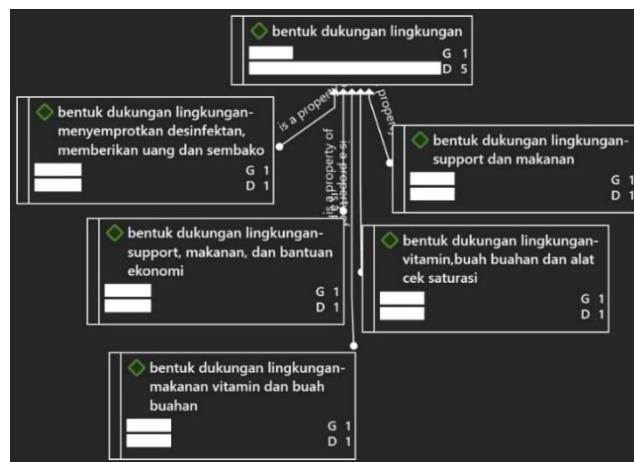 bentuk dukungan lingkungan
G 1
D 5
is a property
property
is a property of
is a property
bentuk dukungan lingkungan-
menyemprotkan desinfektan,
memberikan uang dan sembako
G 1
D 1
bentuk dukungan lingkungan-
support dan makanan
G 1
D 1
bentuk dukungan lingkungan-
support, makanan, dan bantuan
ekonomi
G 1
D 1
bentuk dukungan lingkungan-
vitamin,buah buahan dan alat
cek saturasi
G 1
D 1
bentuk dukungan lingkungan-
makanan vitamin dan buah
buahan
G 1
D 1